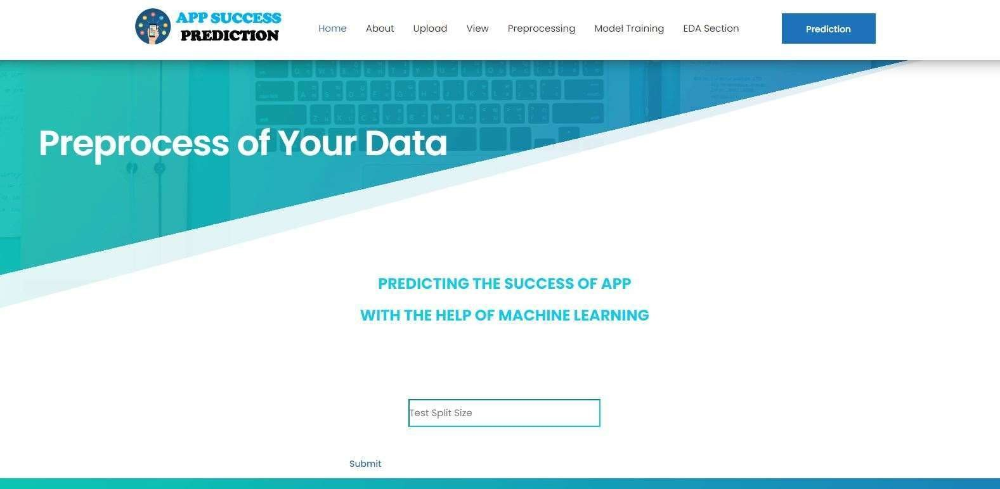 APP SUCCESS
PREDICTION
Home About Upload View Preprocessing Model Training EDA Section Prediction
Preprocess of Your Data
PREDICTING THE SUCCESS OF APP
WITH THE HELP OF MACHINE LEARNING
Test Split Size
Submit